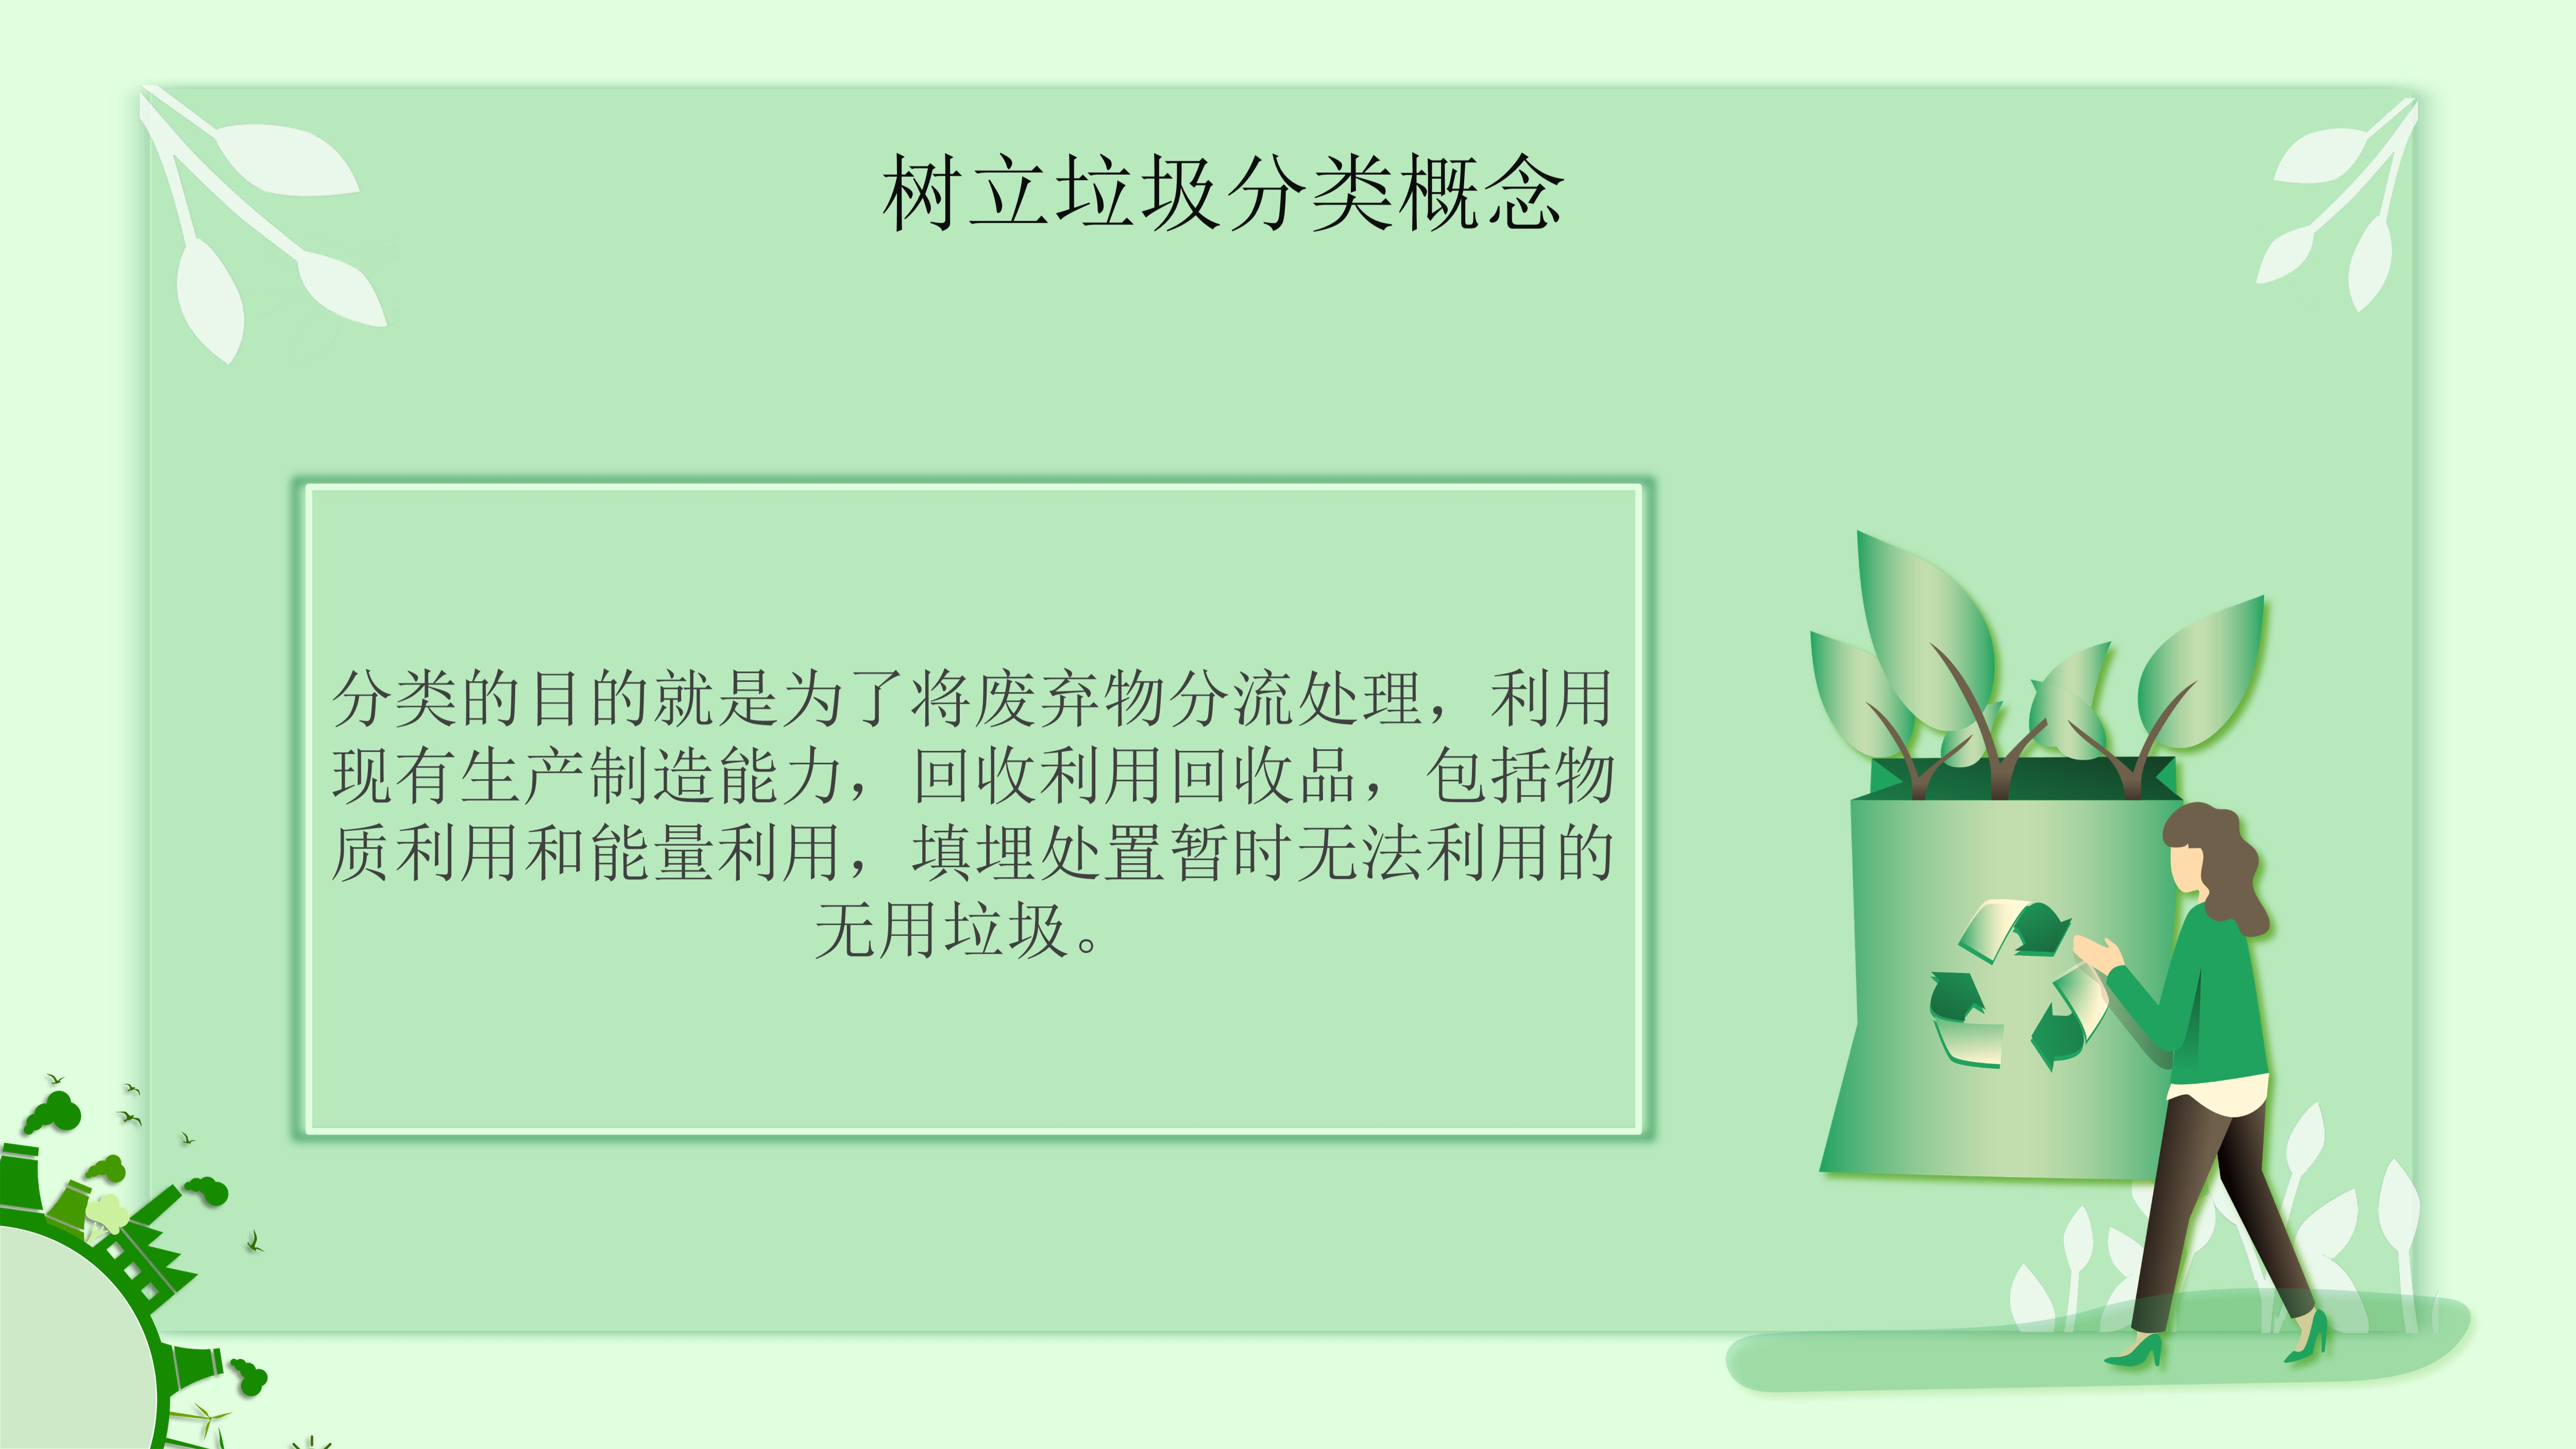 树立垃圾分类概念
分类的目的就是为了将废弃物分流处理，利用
现有生产制造能力，回收利用回收品，包括物
质利用和能量利用，填埋处置暂时无法利用的
无用垃圾。